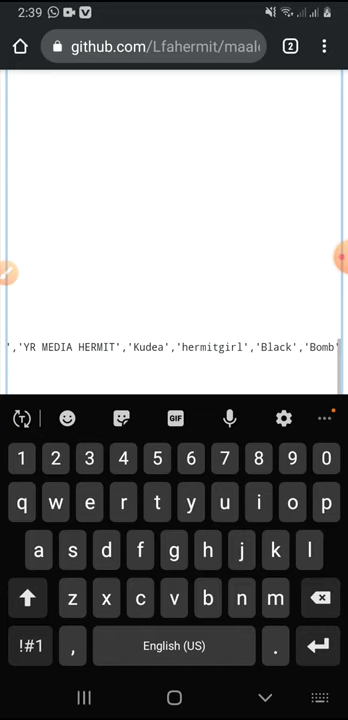 2:39
github.com/Lfahermit/maal
2
','YR MEDIA HERMIT','Kudea','hermitgirl','Black','Bomb'
GIF
1 2 3 4 5 6 7 8 9 0
q w e r t y u i o p
a s d f g h j k l
z x c v b n m
!#1 , English (US) .